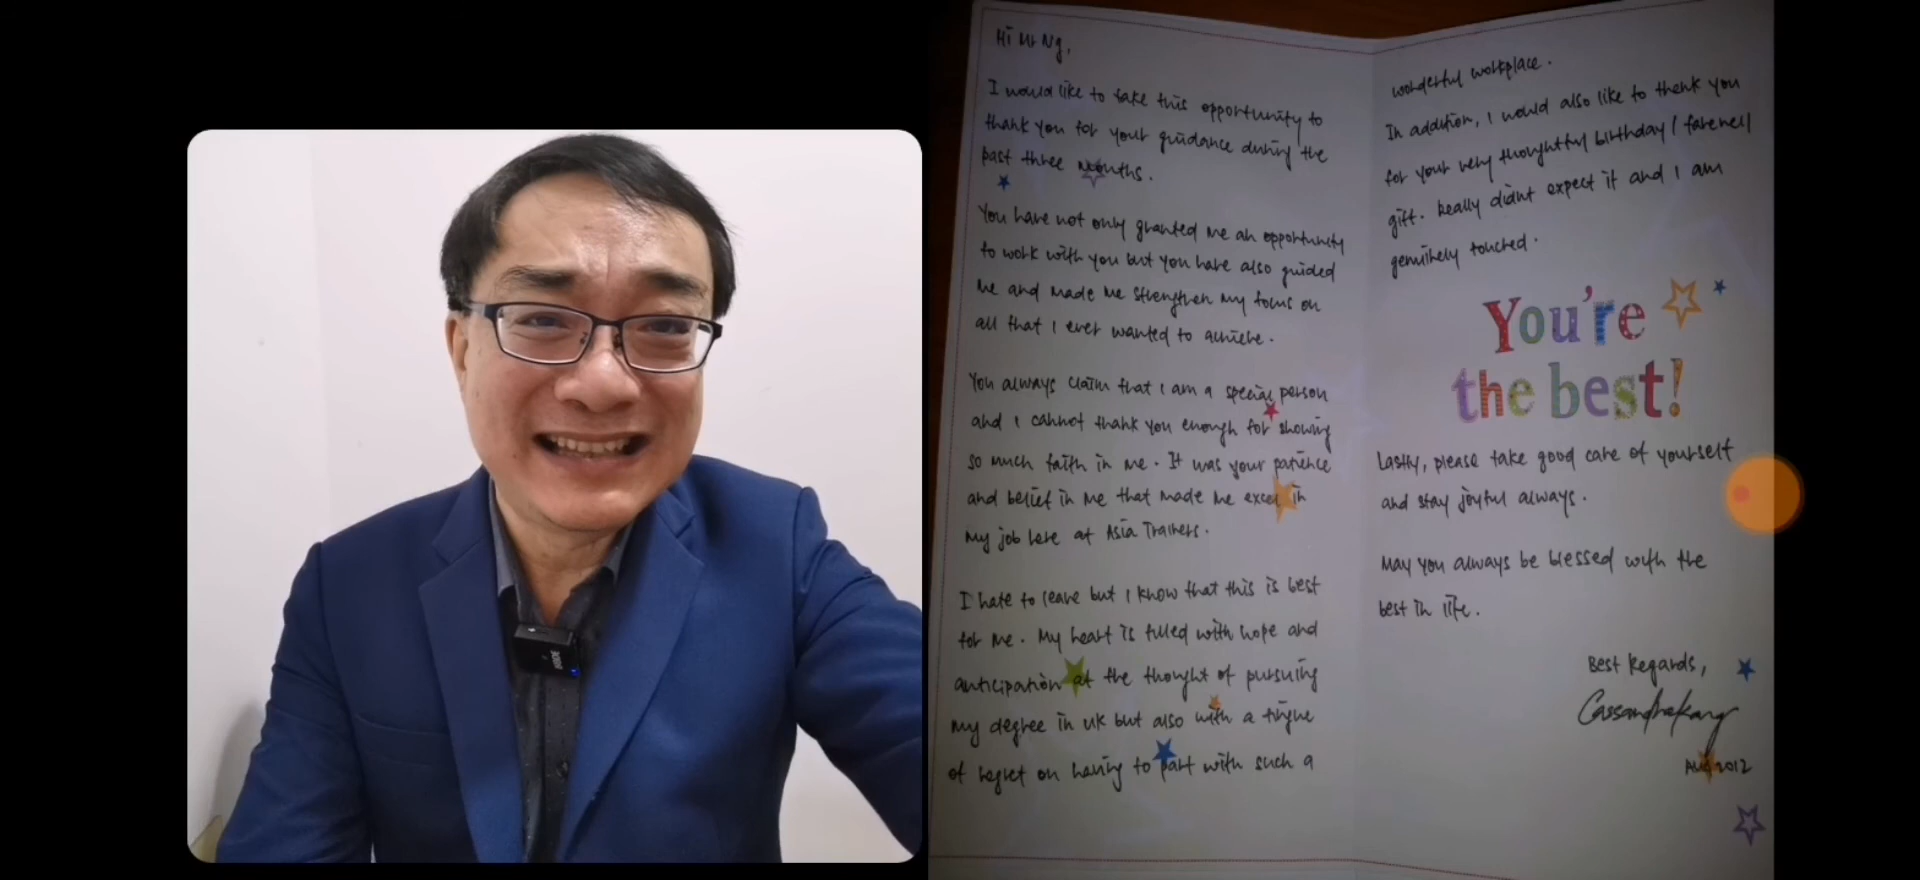 Hi Mr Ng,
I would like to take this opportunity to
thank you for your guidance during the
past three months.
You have not only granted me an opportunity
to work with you but you have also guided
me and made me strengthen my focus on
all that I ever wanted to achieve.
You always claim that I am a special person
and I cannot thank you enough for showing
so much faith in me. It was your patience
and belief in me that made me excel in
my job here at Asia Trainers.
I hate to leave but I know that this is best
for me. My heart is filled with hope and
anticipation at the thought of pursuing
my degree in UK but also with a tingne
of regret on having to part with such a
wonderful workplace.
In addition, I would also like to thank you
for your very thoughtful birthday / farewell
gift. Really didnt expect it and I am
genuinely touched.
You're
the best!
Lastly, please take good care of yourself
and stay joyful always.
May you always be blessed with the
best in life.
Best Regards,
Cassandra Kang
Aug 2012